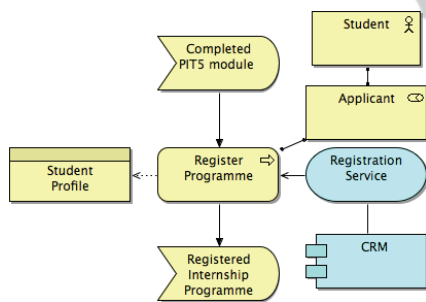 Completed
PIT5 module
Student
Applicant
Student
Profile
Register
Programme
Registration
Service
Registered
Internship
Programme
CRM